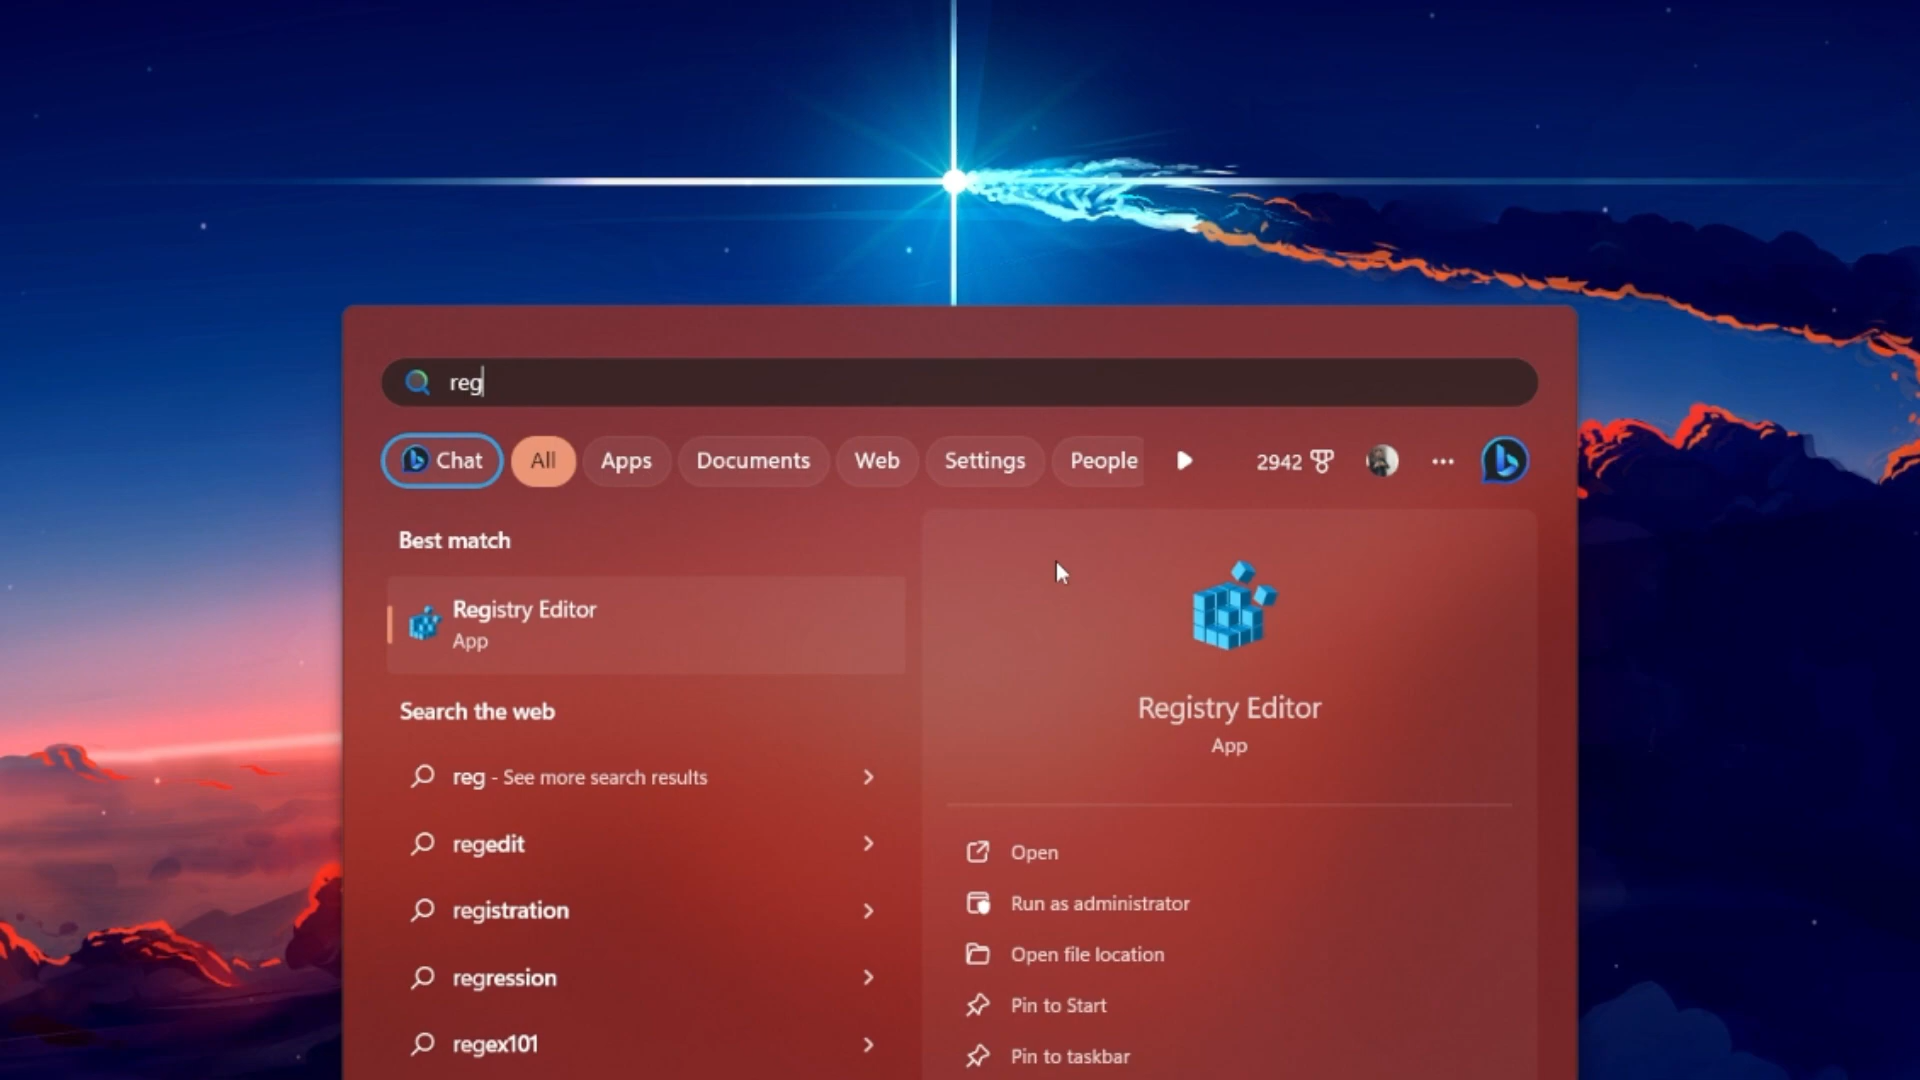 reg
Chat
All
Apps
Documents
Web
Settings
People
2942
Best match
Registry Editor
App
Search the web
reg - See more search results
regedit
registration
regression
regex101
Registry Editor
App
Open
Run as administrator
Open file location
Pin to Start
Pin to taskbar